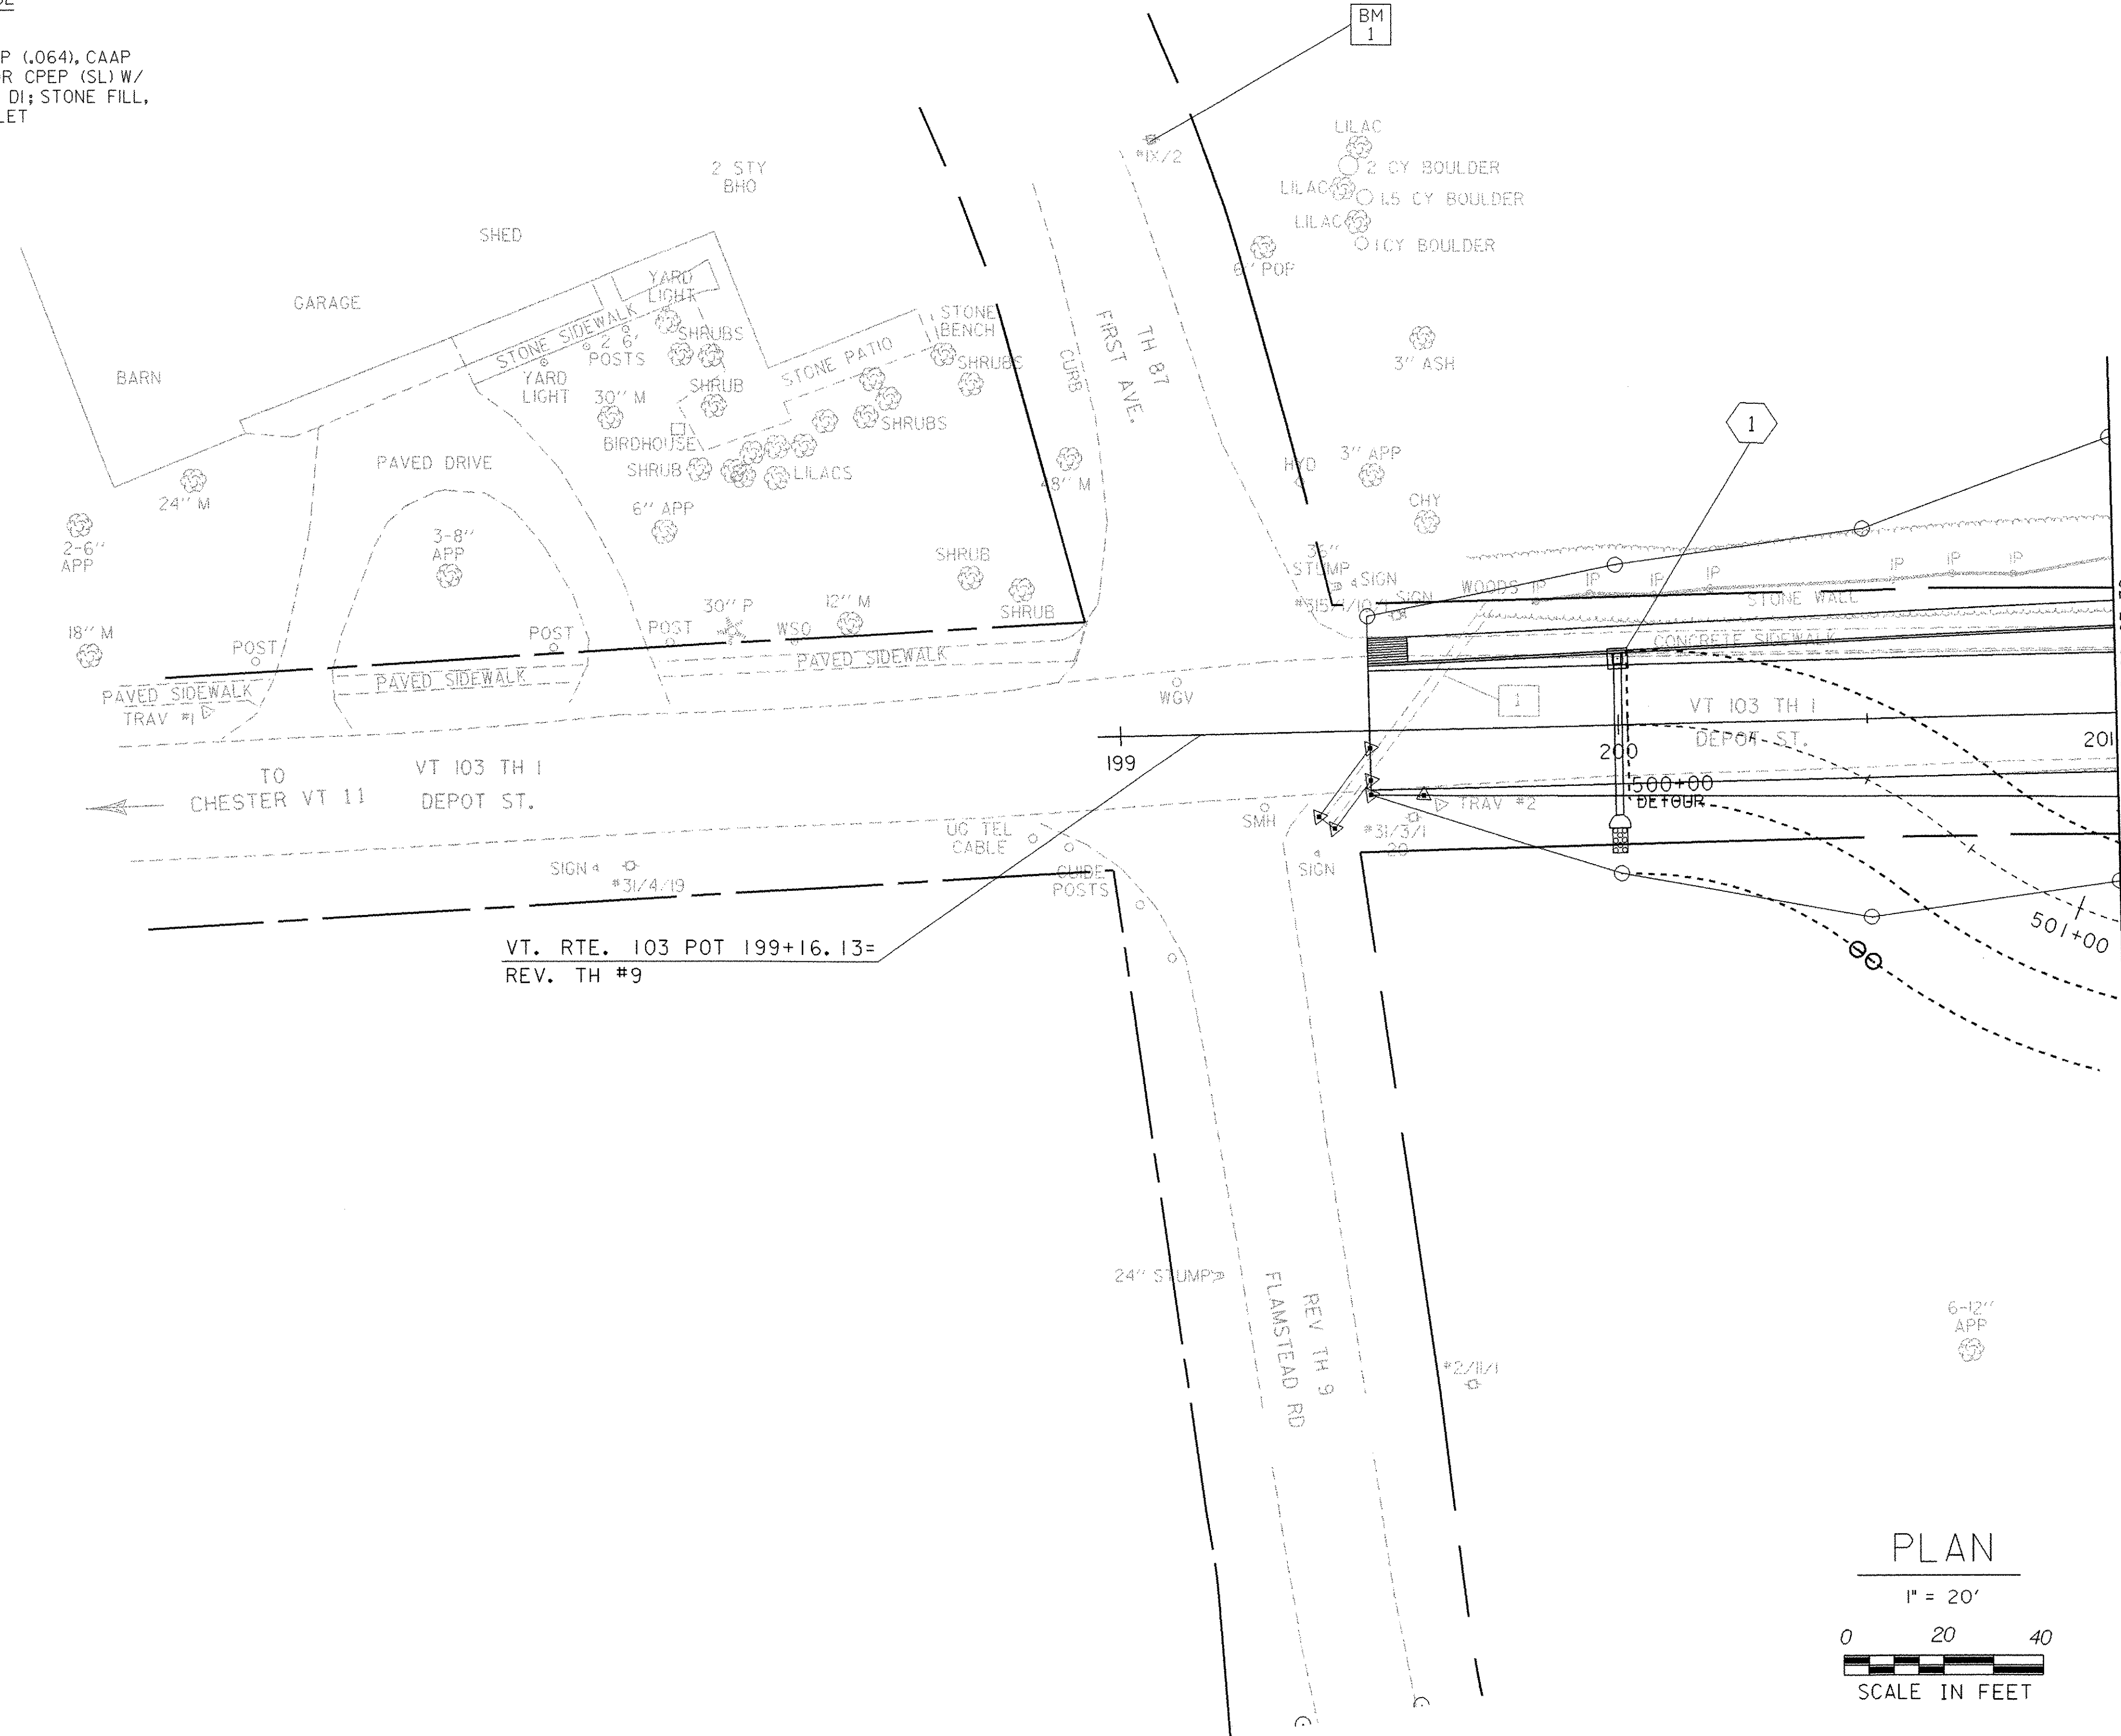 P (.064), CAAP
R CPEP (SL) W/
DI; STONE FILL,
LET
BM
1
#1X/2
LILAC
2 CY BOULDER
LILAC
1.5 CY BOULDER
LILAC
1CY BOULDER
6" POP
3" ASH
2 STY
BHO
SHED
GARAGE
BARN
YARD
LIGHT
STONE SIDEWALK
2 6'
POSTS
SHRUBS
YARD
LIGHT
30" M
SHRUB
STONE PATIO
STONE
BENCH
SHRUBS
SHRUBS
BIRDHOUSE
SHRUB
LILACS
CURB
FIRST AVE.
TH 87
48" M
HYD
3" APP
CHY
1
24" M
PAVED DRIVE
2-6"
APP
3-8"
APP
6" APP
SHRUB
SHRUB
36"
STUMP
SIGN
SIGN
WOODS
IP
IP
IP
IP
IP
IP
IP
STONE WALL
CONCRETE SIDEWALK
18" M
POST
POST
POST
30" P
WSO
12" M
PAVED SIDEWALK
PAVED SIDEWALK
PAVED SIDEWALK
TRAV #1
WGV
1
VT 103 TH 1
DEPOT ST.
199
200
201
500+00
DETOUR
TO
CHESTER VT 11
VT 103 TH 1
DEPOT ST.
UG TEL
CABLE
SMH
TRAV #2
#31/3/1
20
SIGN
SIGN
#31/4/19
GUIDE
POSTS
501+00
VT. RTE. 103 POT 199+16.13=
REV. TH #9
24" STUMP
FLAMSTEAD RD
REV TH 9
#2/11/1
6-12"
APP
PLAN
1" = 20'
0 20 40
SCALE IN FEET